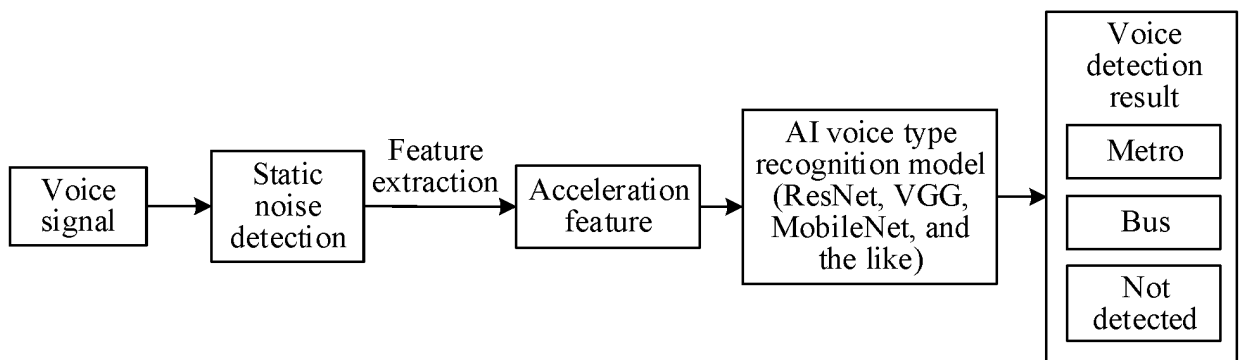 Voice
signal
Static
noise
detection
Feature
extraction
Acceleration
feature
AI voice type
recognition model
(ResNet, VGG,
MobileNet, and
the like)
Voice
detection
result
Metro
Bus
Not
detected